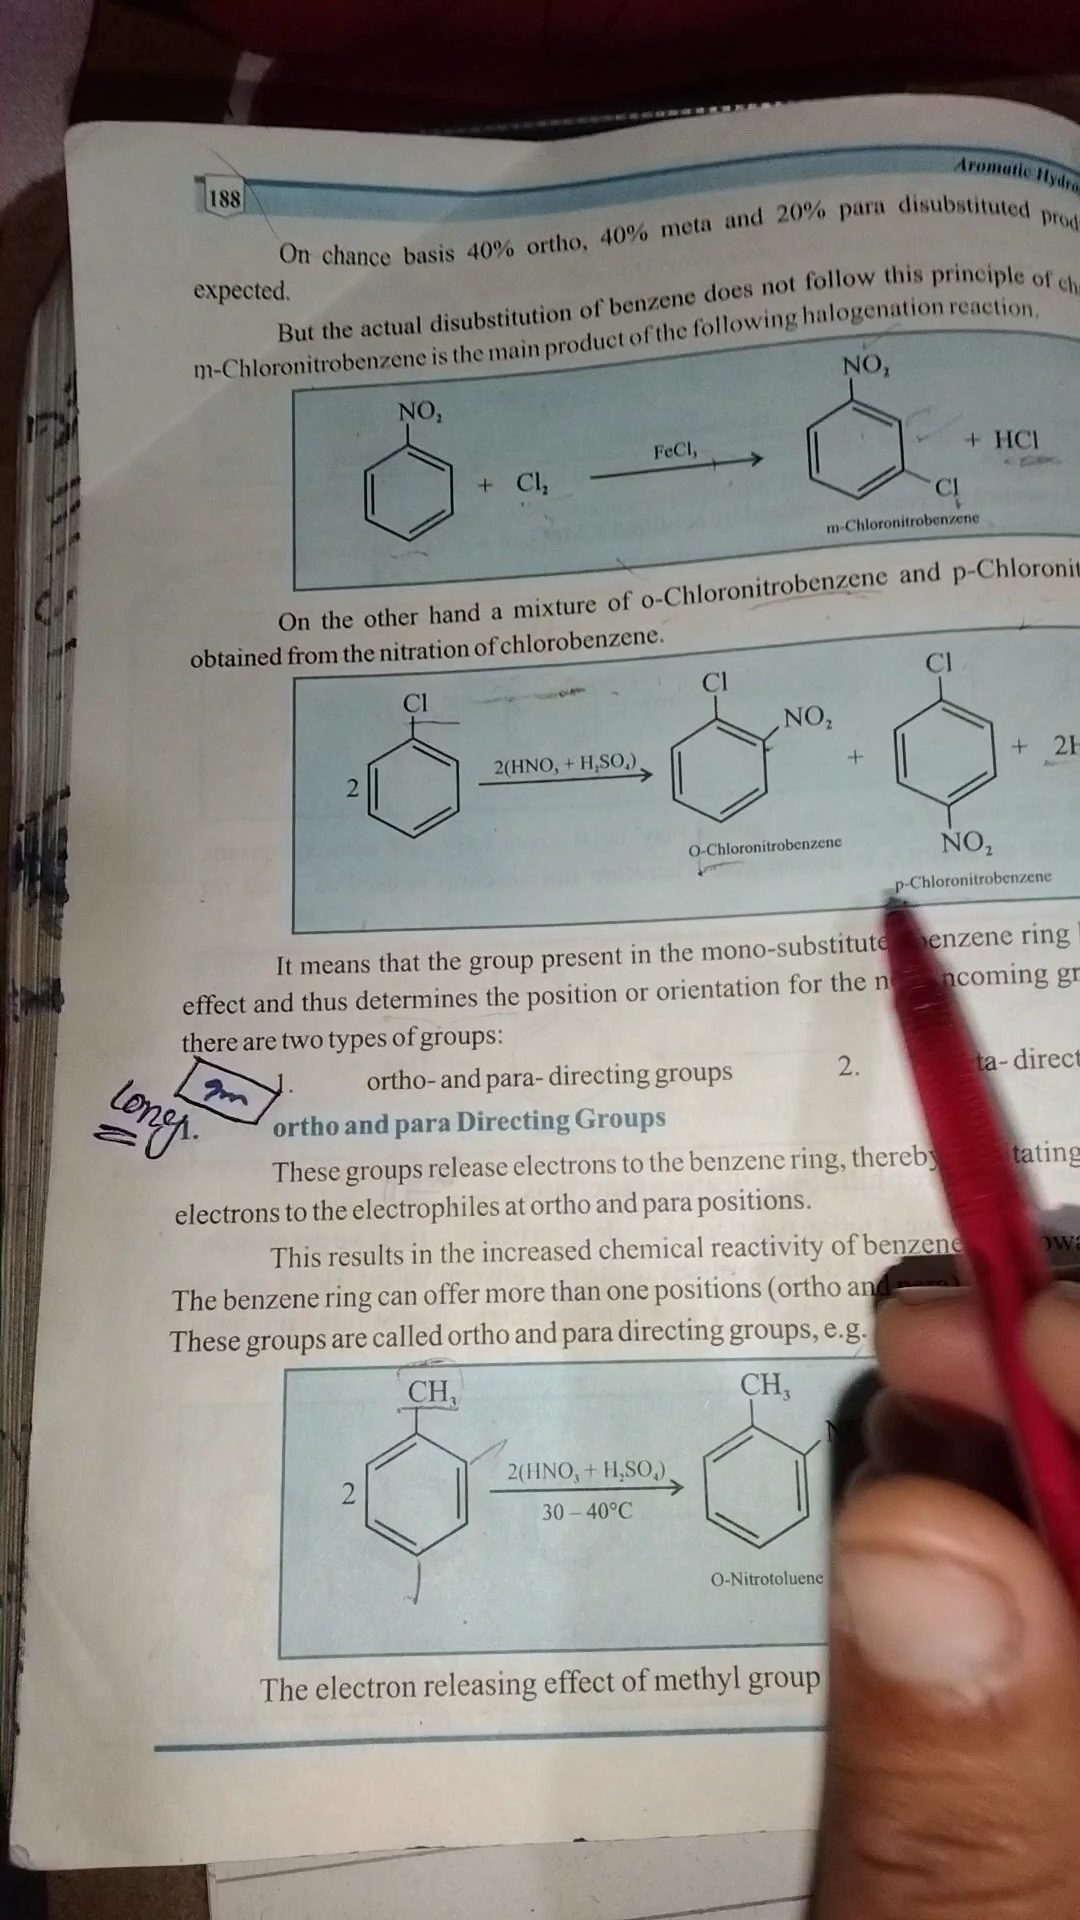 188
Aromatic Hydro
On chance basis 40% ortho, 40% meta and 20% para disubstituted prod
expected.
But the actual disubstitution of benzene does not follow this principle of ch
m-Chloronitrobenzene is the main product of the following halogenation reaction.
NO₂
NO₂
+ Cl₂
FeCl₃
+ HCl
Cl
m-Chloronitrobenzene
On the other hand a mixture of o-Chloronitrobenzene and p-Chloronit
obtained from the nitration of chlorobenzene.
Cl
Cl
Cl
NO₂
2
2(HNO₃ + H₂SO₄)
+
+ 2H
O-Chloronitrobenzene
NO₂
p-Chloronitrobenzene
It means that the group present in the mono-substitute enzene ring
effect and thus determines the position or orientation for the n ncoming gr
there are two types of groups:
1. ortho- and para- directing groups 2. ta- direct
Long
1. ortho and para Directing Groups
These groups release electrons to the benzene ring, thereby tating
electrons to the electrophiles at ortho and para positions.
This results in the increased chemical reactivity of benzene owa
The benzene ring can offer more than one positions (ortho and para)
These groups are called ortho and para directing groups, e.g.
CH₃
CH₃
2
2(HNO₃ + H₂SO₄)
30 – 40°C
O-Nitrotoluene
The electron releasing effect of methyl group